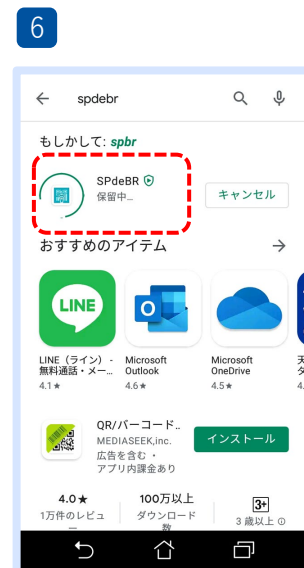 6
spdebr
もしかして: spbr
SPdeBR
保留中…
キャンセル
おすすめのアイテム
LINE
LINE（ライン） -
無料通話・メー…
4.1★
Microsoft
Outlook
4.6★
Microsoft
OneDrive
4.5★
天
タ
4.
QR/バーコード..
MEDIASEEK,inc.
広告を含む・
アプリ内課金あり
インストール
4.0★
1万件のレビュ
ー
100万以上
ダウンロード
数
3+
3 歳以上